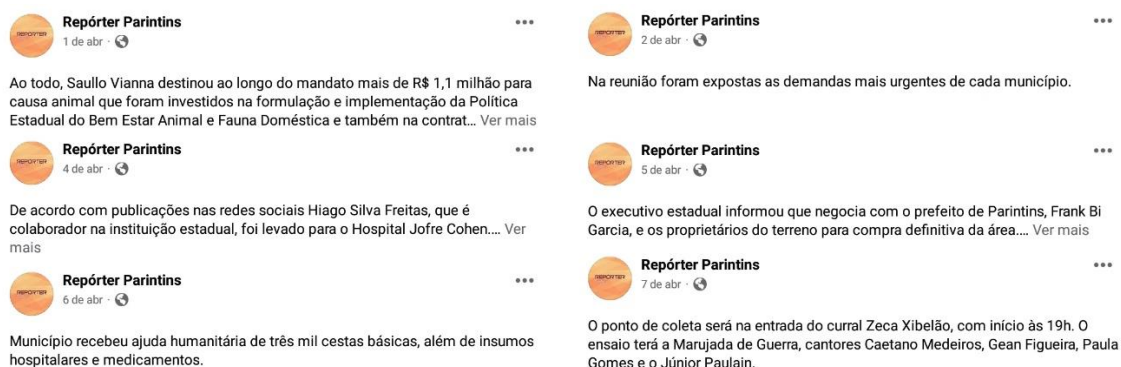 Repórter Parintins
1 de abr ·
Ao todo, Saullo Vianna destinou ao longo do mandato mais de R$ 1,1 milhão para
causa animal que foram investidos na formulação e implementação da Política
Estadual do Bem Estar Animal e Fauna Doméstica e também na contrat... Ver mais
Repórter Parintins
2 de abr ·
Na reunião foram expostas as demandas mais urgentes de cada município.
Repórter Parintins
4 de abr ·
De acordo com publicações nas redes sociais Hiago Silva Freitas, que é
colaborador na instituição estadual, foi levado para o Hospital Jofre Cohen.... Ver
mais
Repórter Parintins
5 de abr ·
O executivo estadual informou que negocia com o prefeito de Parintins, Frank Bi
Garcia, e os proprietários do terreno para compra definitiva da área.... Ver mais
Repórter Parintins
6 de abr ·
Município recebeu ajuda humanitária de três mil cestas básicas, além de insumos
hospitalares e medicamentos.
Repórter Parintins
7 de abr ·
O ponto de coleta será na entrada do curral Zeca Xibelão, com início às 19h. O
ensaio terá a Marujada de Guerra, cantores Caetano Medeiros, Gean Figueira, Paula
Gomes e o Júnior Paulain.